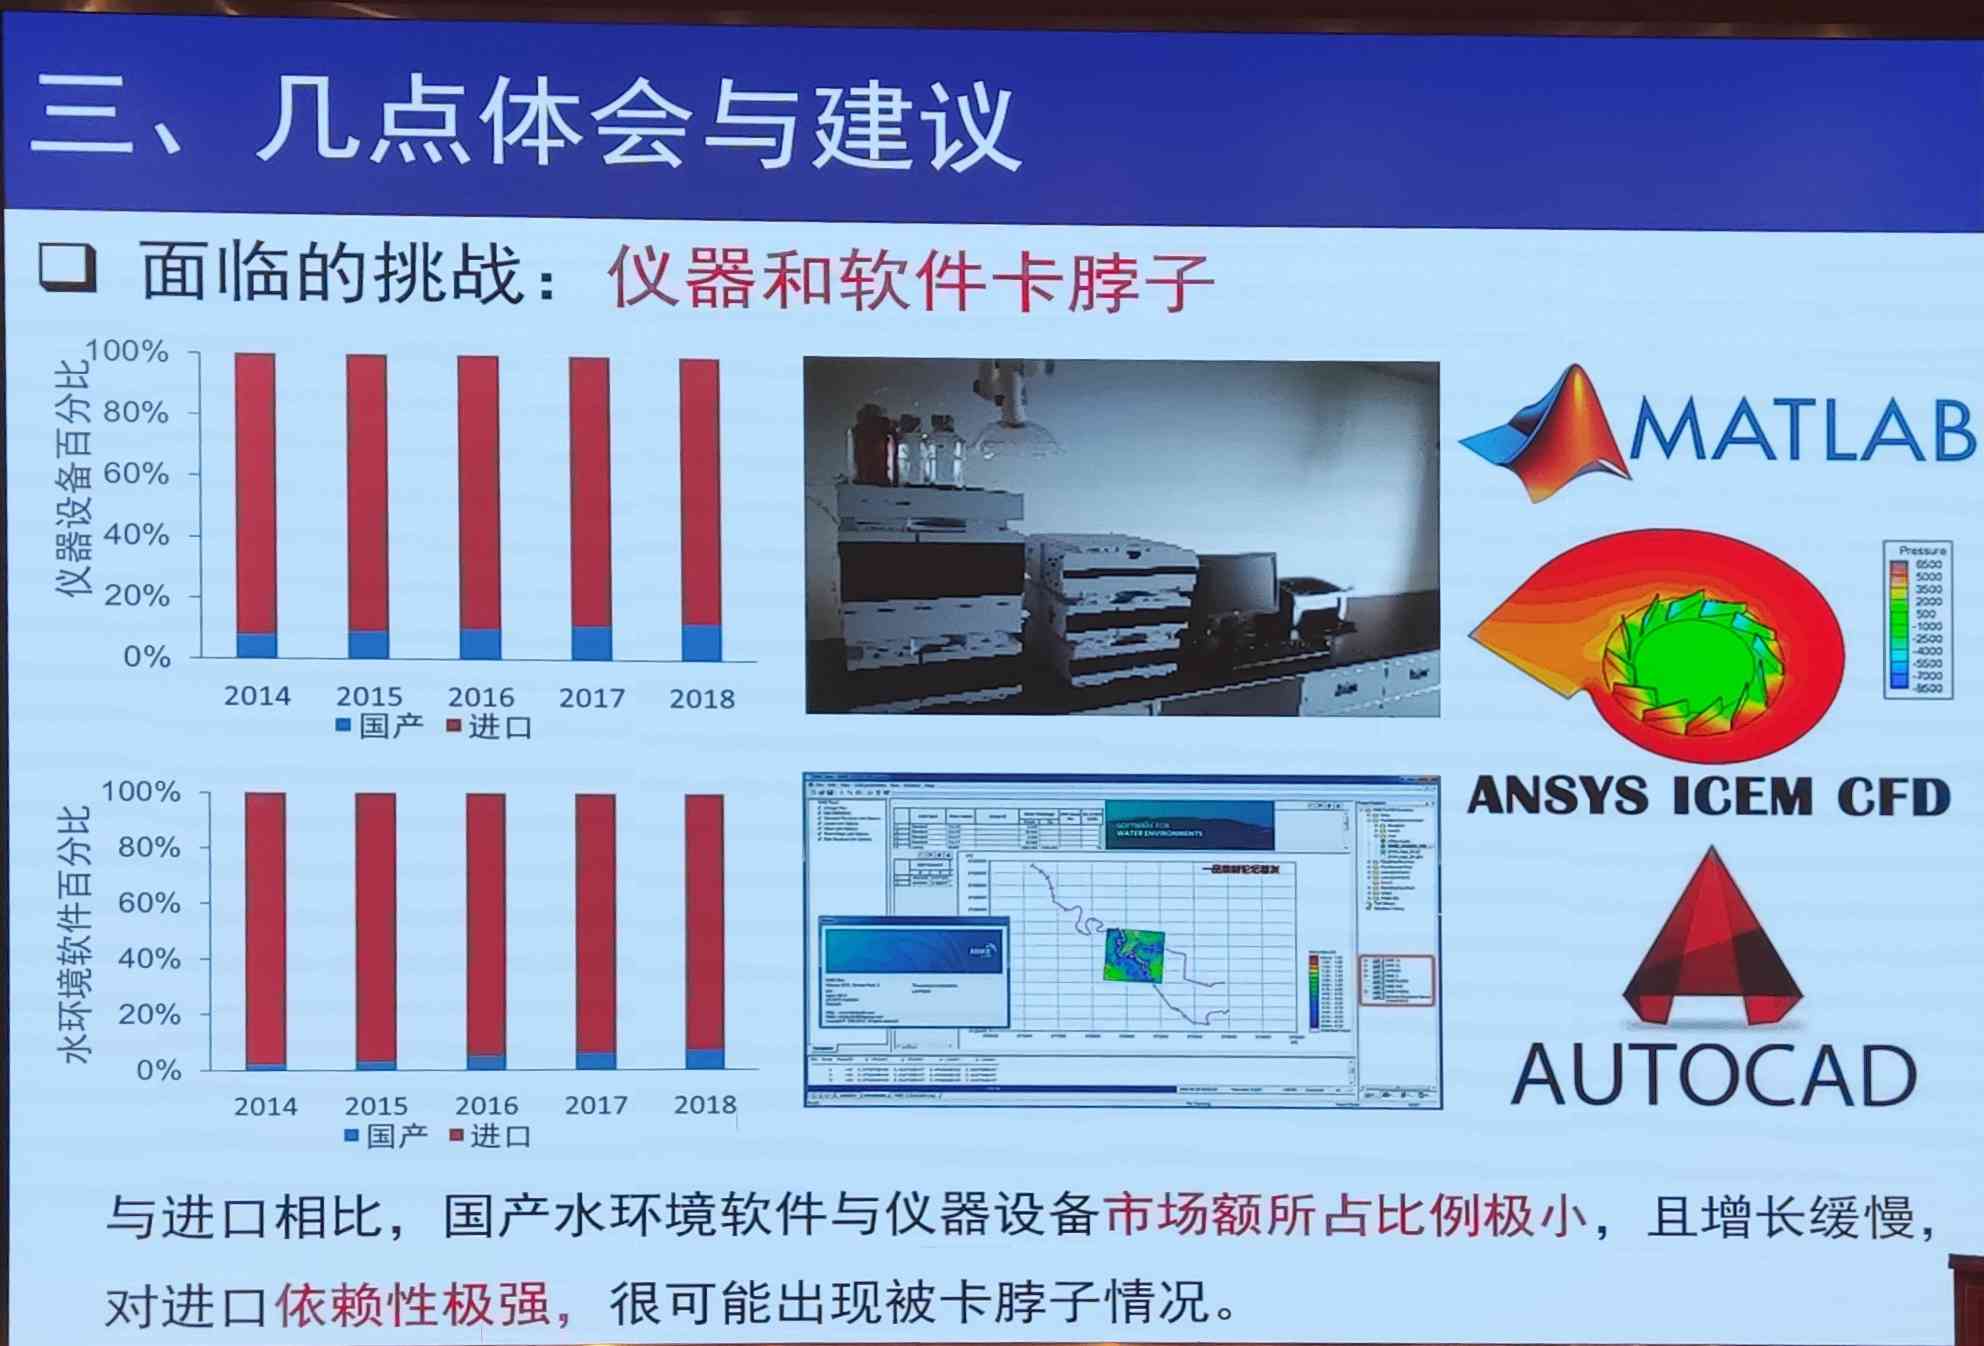 三、几点体会与建议
面临的挑战：仪器和软件卡脖子
仪器设备百分比
100%
80%
60%
40%
20%
0%
2014 2015 2016 2017 2018
国产 进口
MATLAB
Pressure
6500
5000
3500
2000
500
-1000
-2500
-4000
-5500
-7000
-8500
ANSYS ICEM CFD
水环境软件百分比
100%
80%
60%
40%
20%
0%
2014 2015 2016 2017 2018
国产 进口
SOFTWARE FOR
WATER ENVIRONMENTS
AUTOCAD
与进口相比，国产水环境软件与仪器设备市场额所占比例极小，且增长缓慢，
对进口依赖性极强，很可能出现被卡脖子情况。